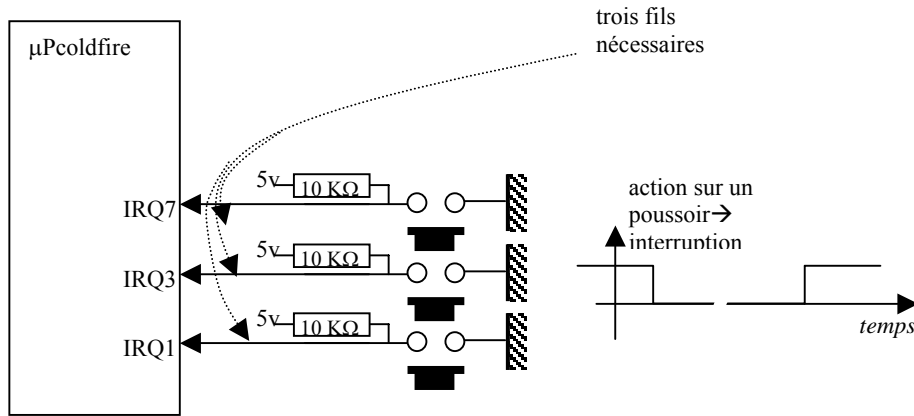 trois fils
nécessaires
µPcoldfire
5v 10 KΩ
IRQ7
5v 10 KΩ
IRQ3
5v 10 KΩ
IRQ1
action sur un
poussoir→
interruption
temps